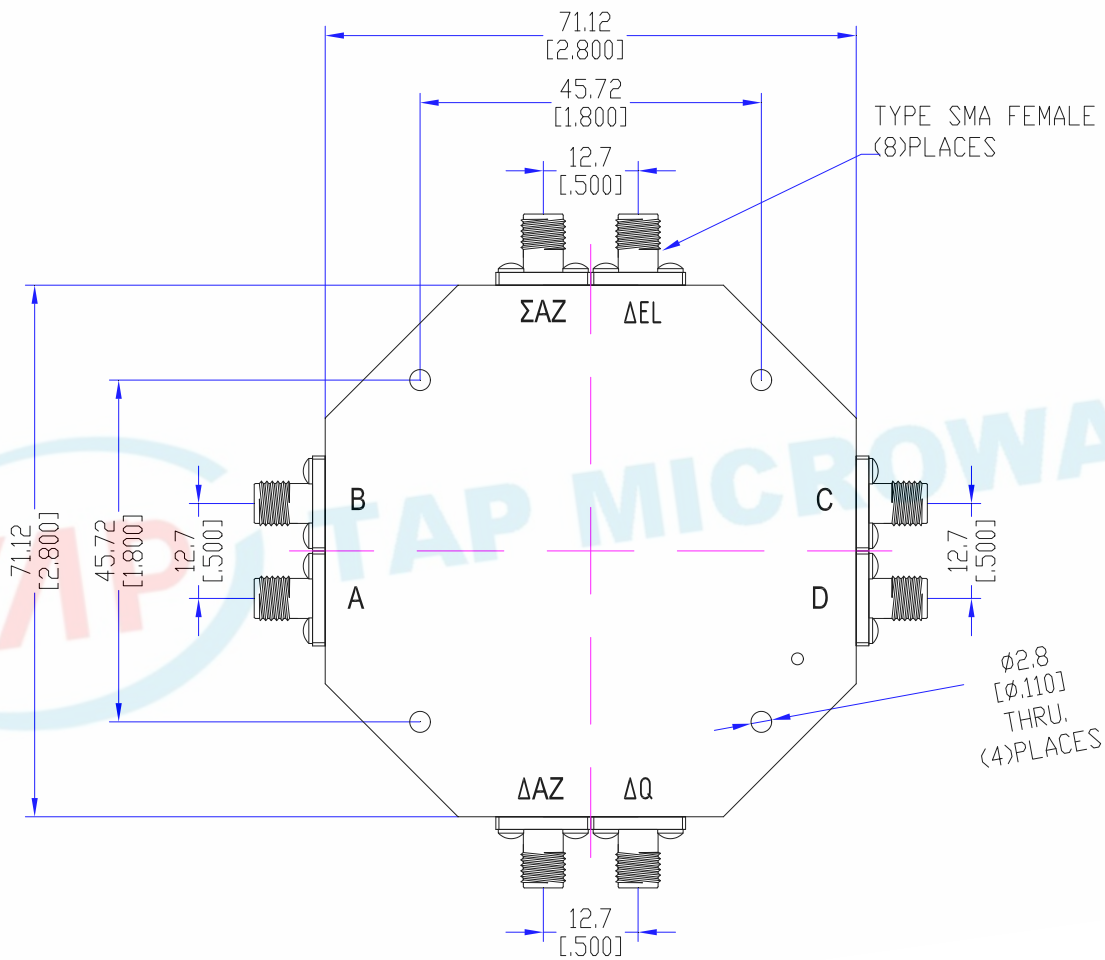 71.12
[2.800]
45.72
[1.800]
TYPE SMA FEMALE
(8)PLACES
12.7
[.500]
ΣAZ ΔEL
B C
A D
71.12
[2.800]
45.72
[1.800]
12.7
[.500]
12.7
[.500]
TAP MICROWA
AP
Ø2.8
[Ø.110]
THRU.
(4)PLACES
ΔAZ ΔQ
12.7
[.500]